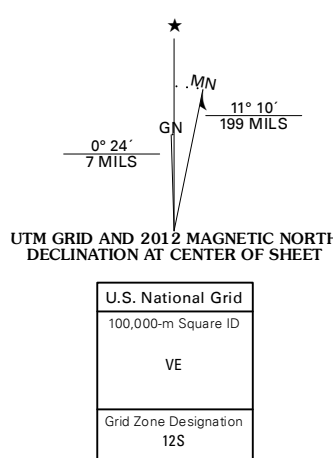 ★
MN
11° 10´
199 MILS
GN
0° 24´
7 MILS
UTM GRID AND 2012 MAGNETIC NORTH
DECLINATION AT CENTER OF SHEET
U.S. National Grid
100,000-m Square ID
VE
Grid Zone Designation
12S